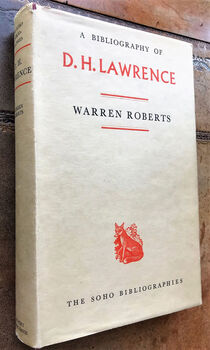 A BIBLIOGRAPHY OF
D. H. LAWRENCE
WARREN ROBERTS
THE SOHO BIBLIOGRAPHIES